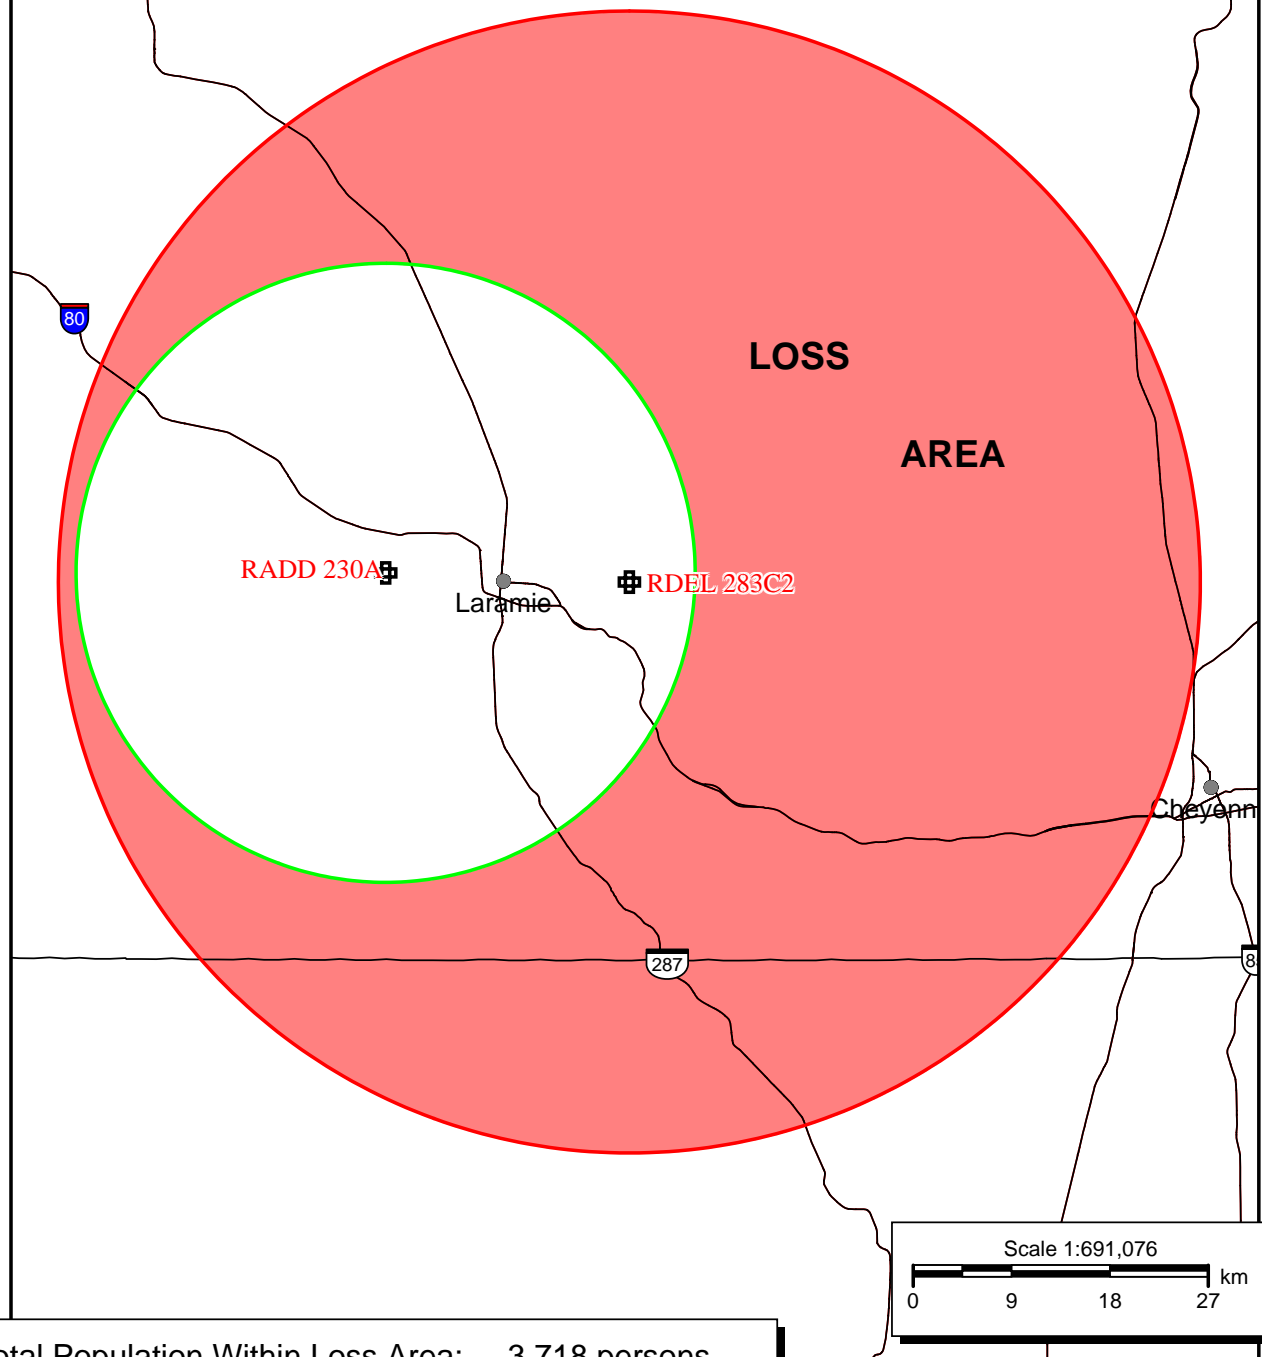 80
LOSS
AREA
RADD 230A
RDEL 283C2
Laramie
Cheyenn
287
8
Scale 1:691,076
km
0 9 18 27
otal Population Within Loss Area: 3,718 persons